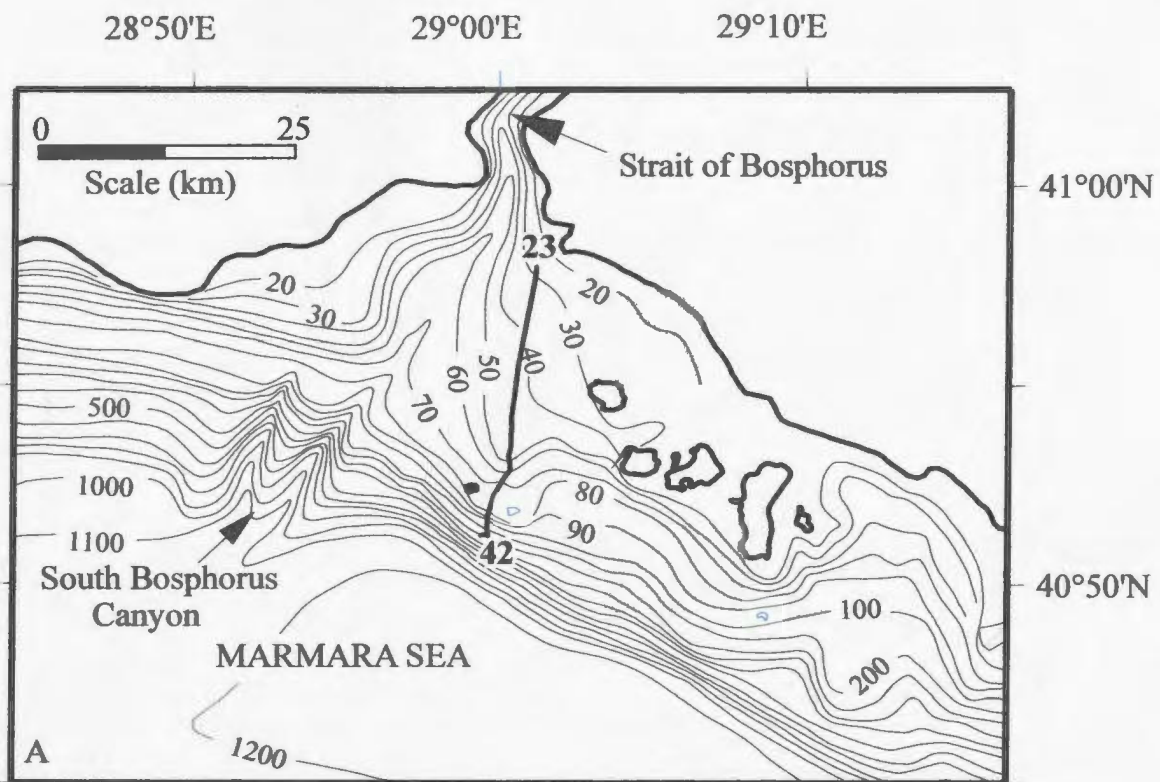 28°50'E 29°00'E 29°10'E
0 25
Scale (km)
Strait of Bosphorus
41°00'N
23
20
20
30
30
40
50
60
70
500
80
1000
90
1100
42
South Bosphorus
Canyon
40°50'N
100
MARMARA SEA
200
1200
A